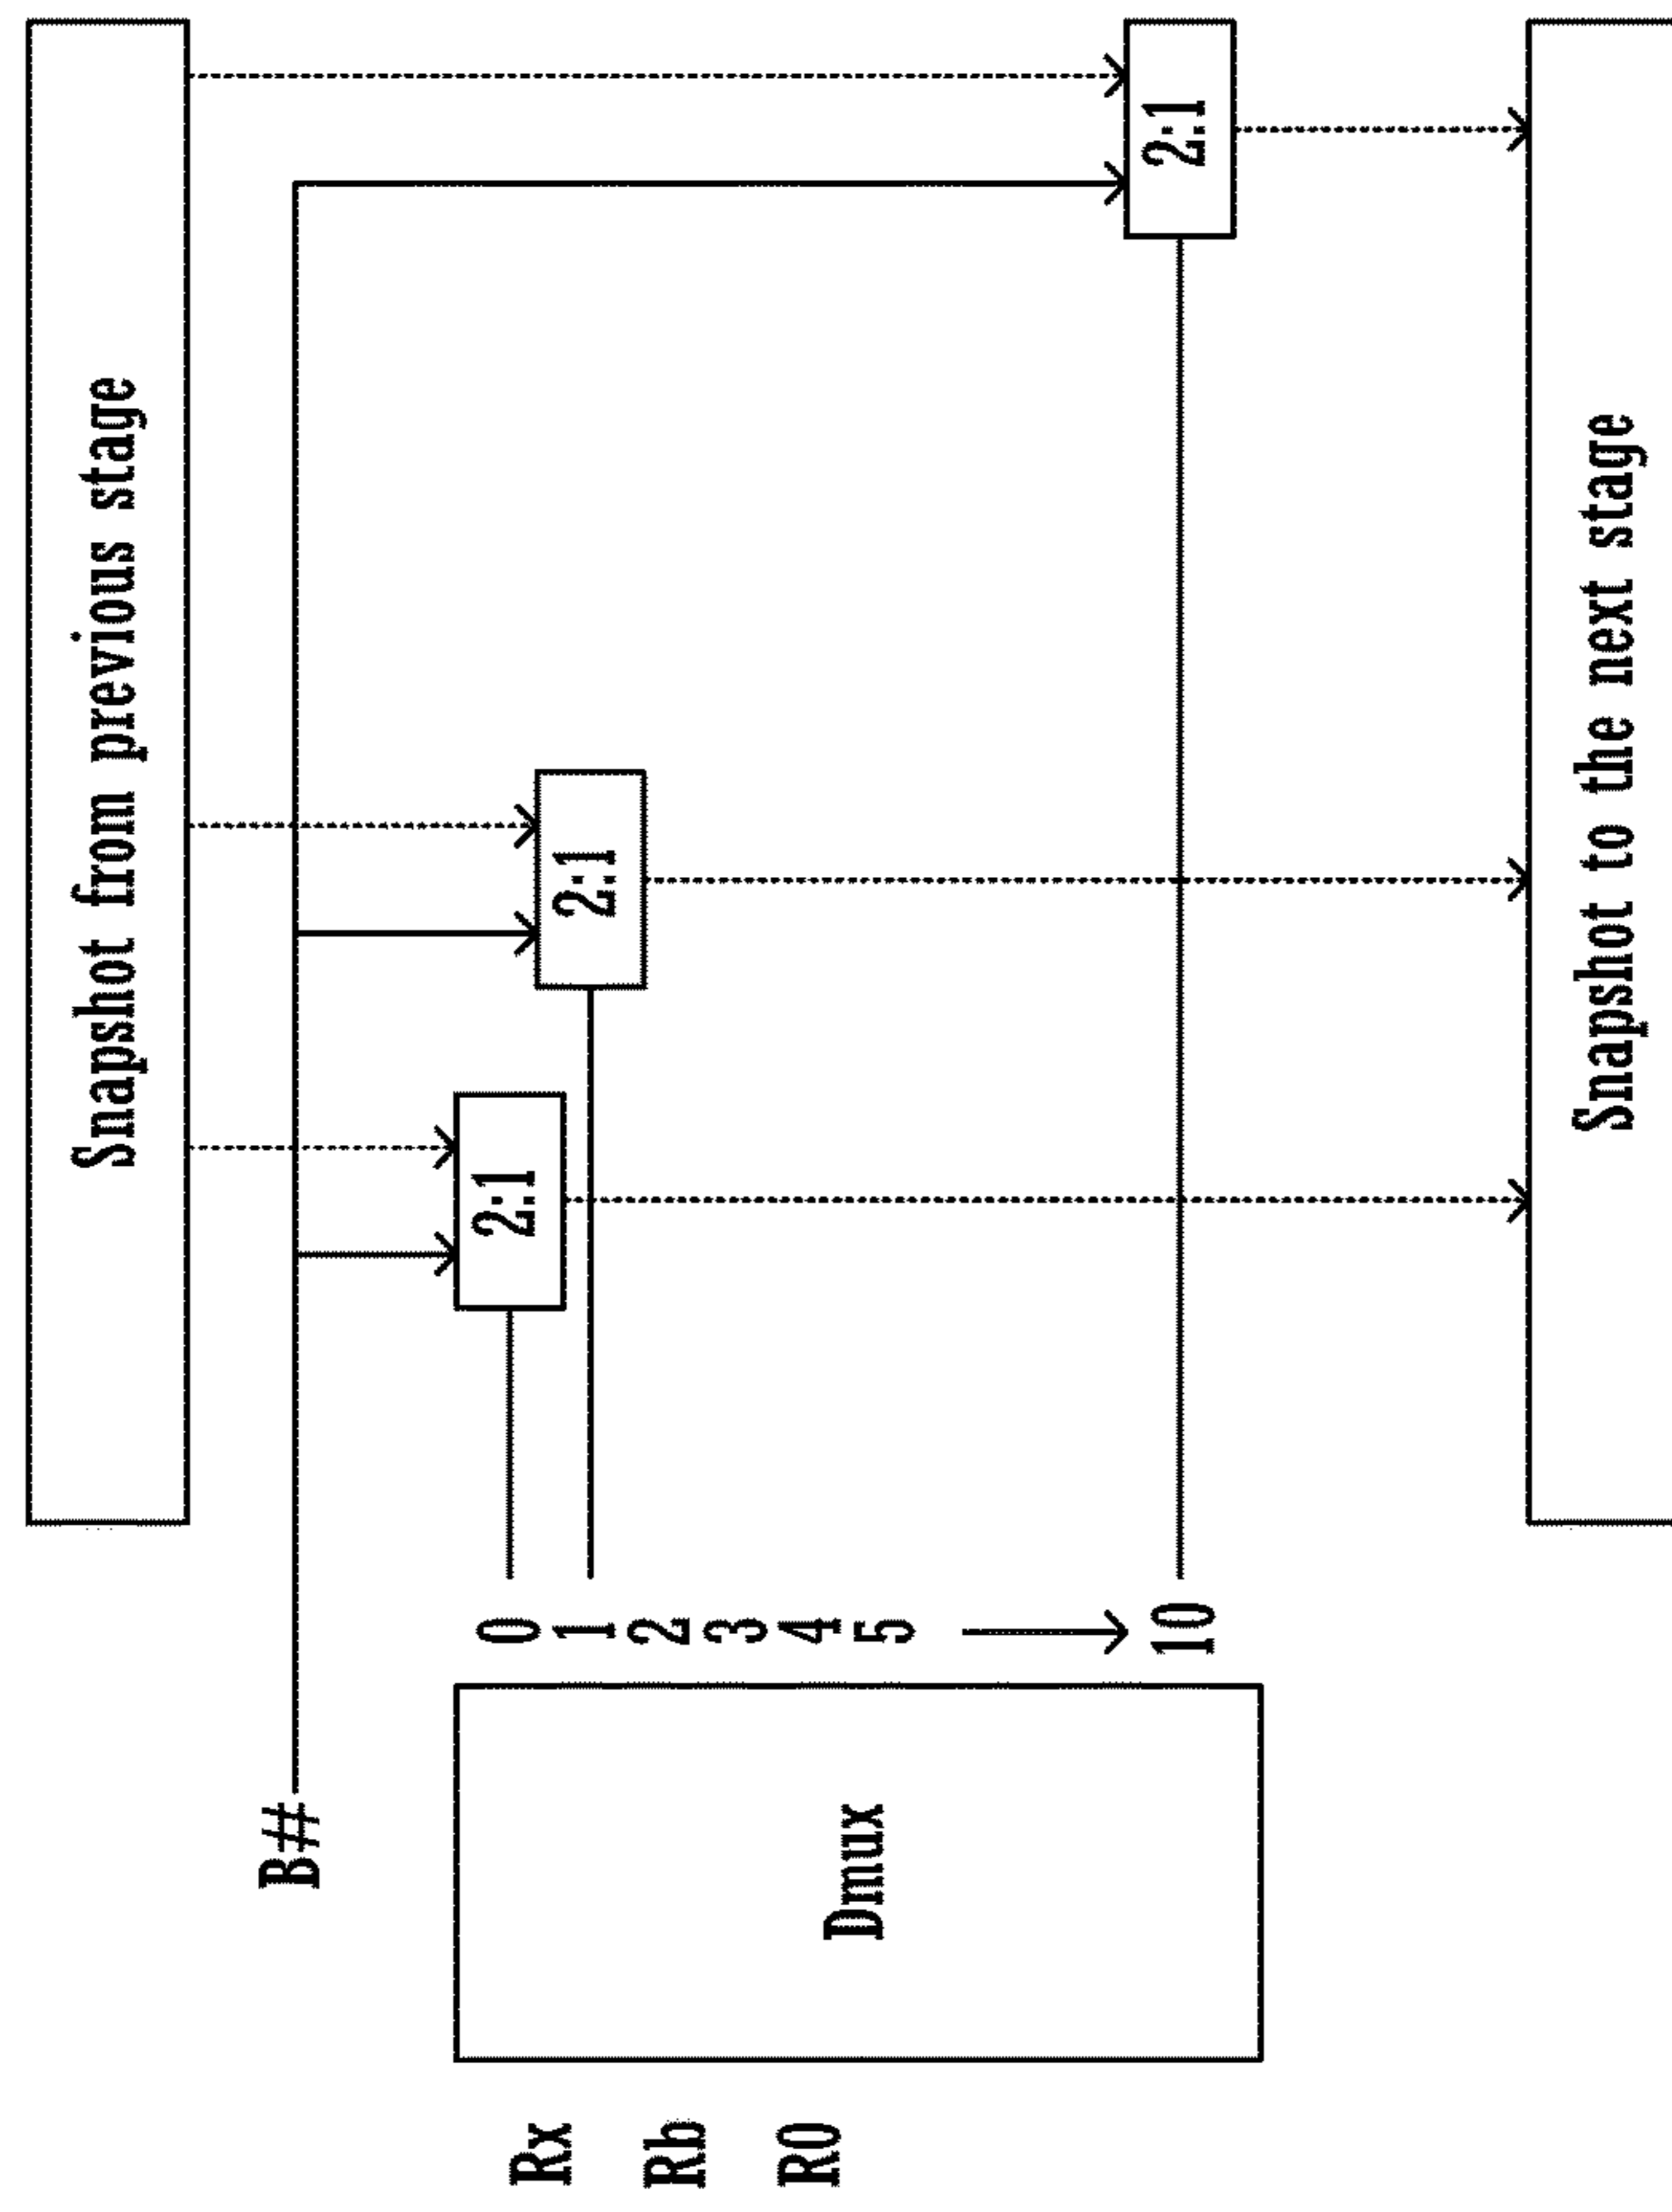 Snapshot from previous stage
B#
Rx
Rb
R0
Dmux
0
1
2
3
4
5
10
2:1
2:1
2:1
Snapshot to the next stage